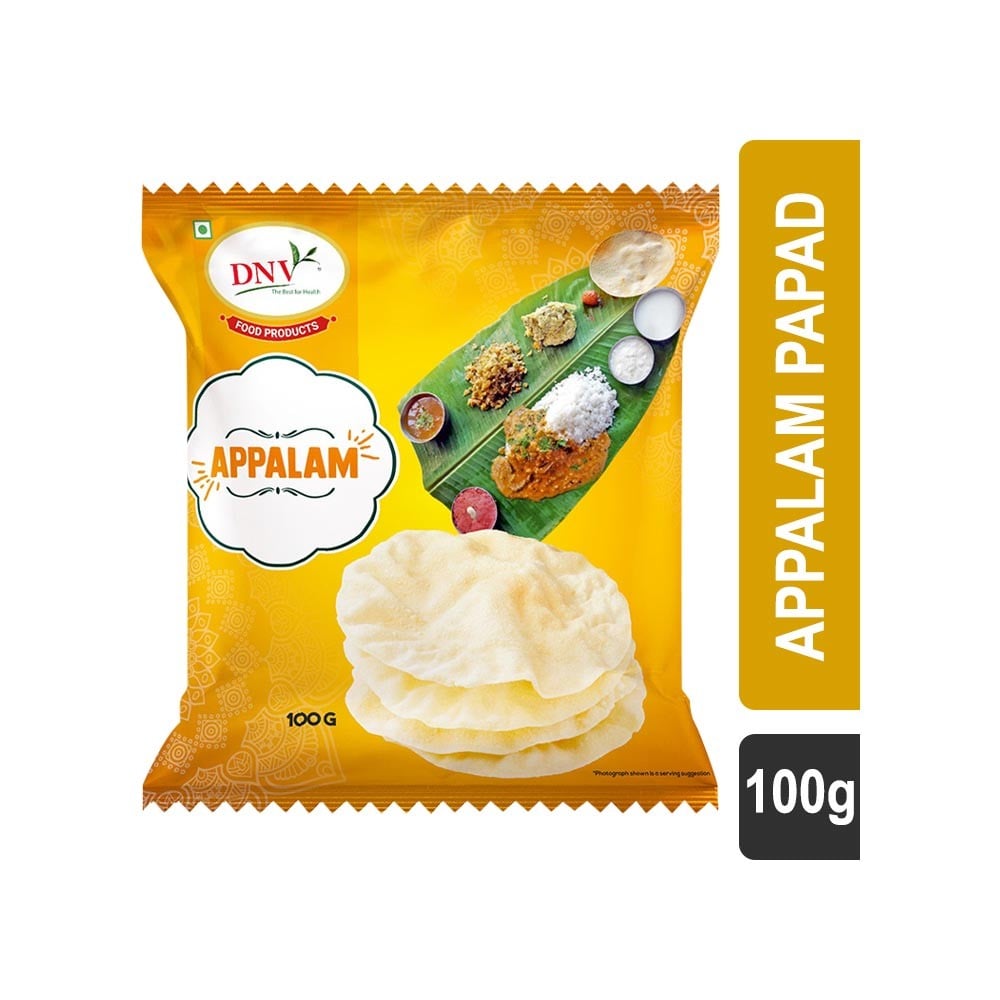 DNV
The Best for Health
FOOD PRODUCTS
APPALAM
100 G
*Photograph shown is a serving suggestion
APPALAM PAPAD
100g